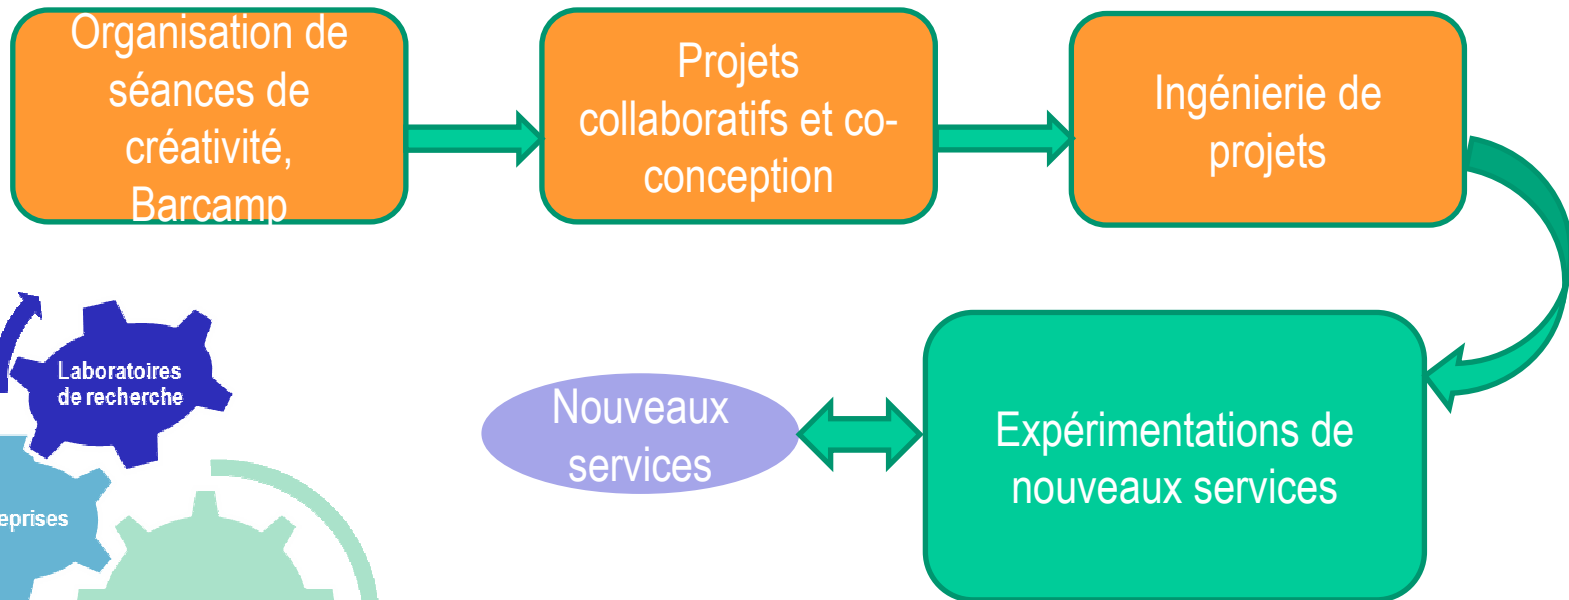 Organisation de
séances de
créativité,
Barcamp
Projets
collaboratifs et co-
conception
Ingénierie de
projets
Laboratoires
de recherche
Nouveaux
services
Expérimentations de
nouveaux services
eprises